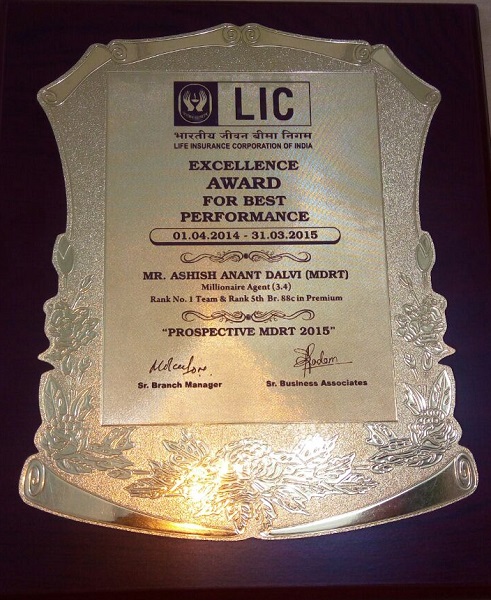 LIC
भारतीय जीवन बीमा निगम
LIFE INSURANCE CORPORATION OF INDIA
EXCELLENCE
AWARD
FOR BEST
PERFORMANCE
01.04.2014 - 31.03.2015
MR. ASHISH ANANT DALVI (MDRT)
Millionaire Agent (3.4)
Rank No. 1 Team & Rank 5th Br. 88c in Premium
"PROSPECTIVE MDRT 2015"
Sr. Branch Manager Sr. Business Associates